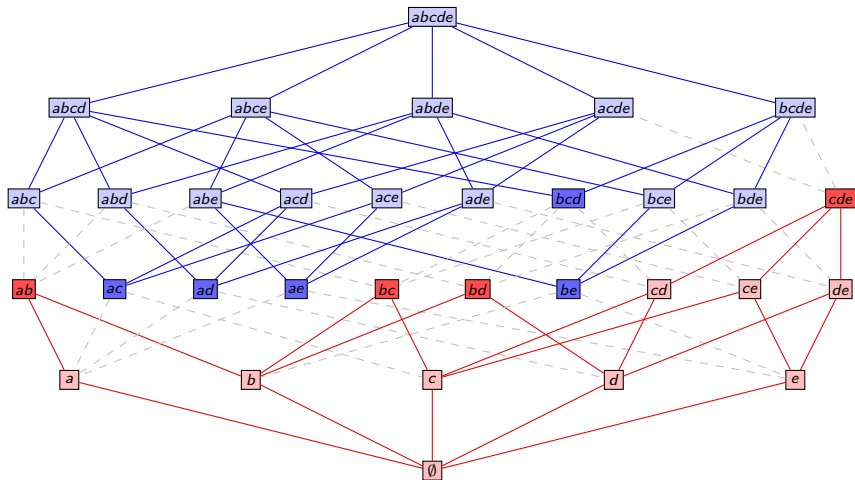 abcde
abcd abce abde acde bcde
abc abd abe acd ace ade bcd bce bde cde
ab ac ad ae bc bd be cd ce de
a b c d e
∅